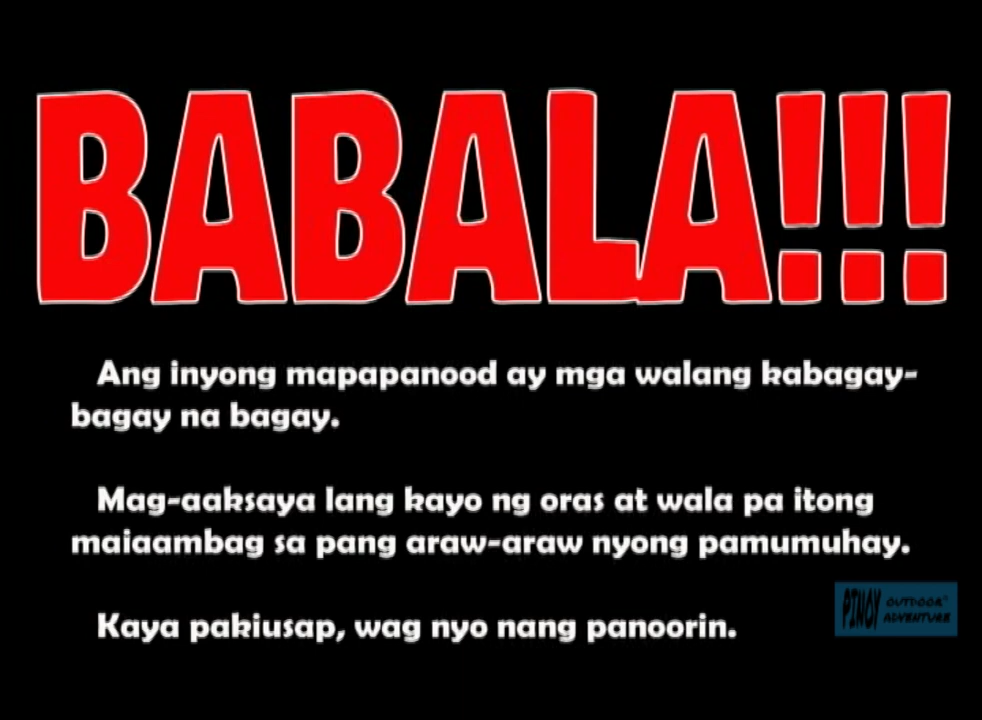 BABALA!!!
Ang inyong mapapanood ay mga walang kabagay-
bagay na bagay.
Mag-aaksaya lang kayo ng oras at wala pa itong
maiaambag sa pang araw-araw nyong pamumuhay.
Kaya pakiusap, wag nyo nang panoorin.
PINOY OUTDOOR
ADVENTURE